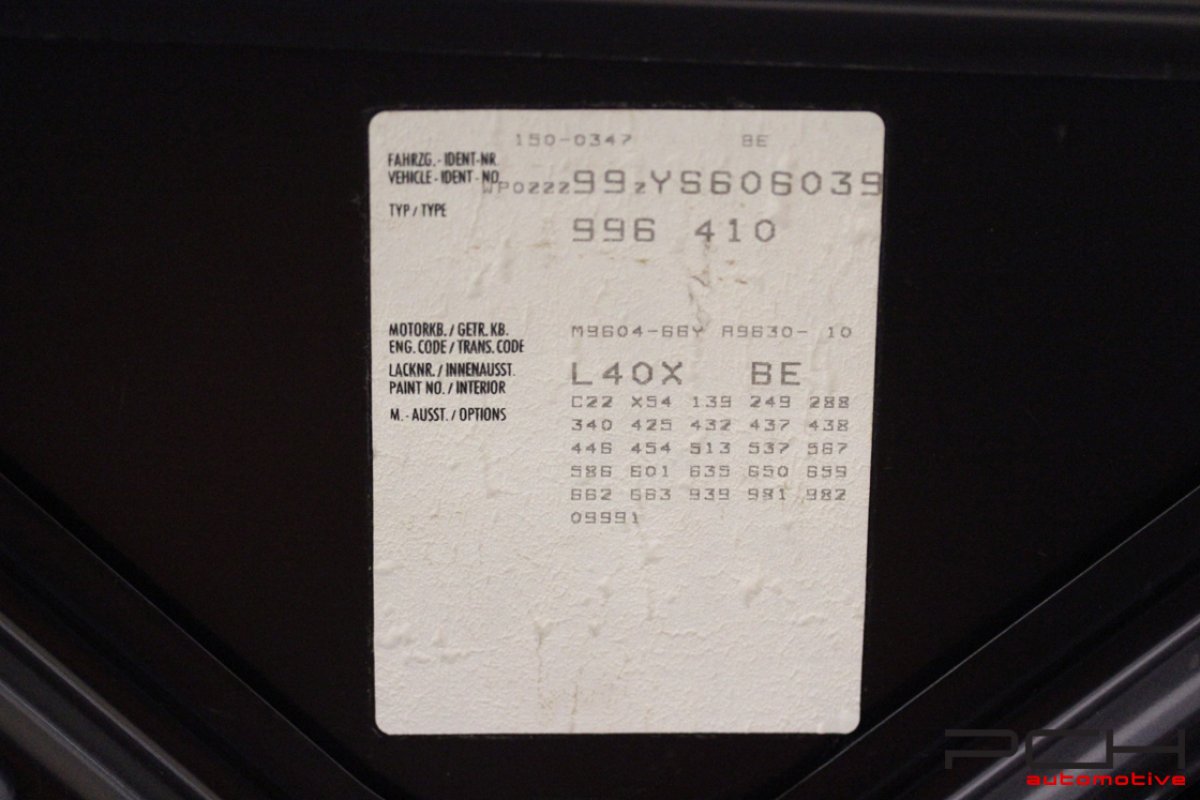 150-0347 BE
FAHRZG.-IDENT-NR.
VEHICLE-IDENT-NO. WP0ZZZ99ZYS606039
TYP/TYPE
996 410
MOTORKB./GETR.KB. M9604-66Y A9630- 10
ENG.CODE/TRANS.CODE
LACKNR./INNENAUSST. L40X BE
PAINT NO./INTERIOR
C22 X54 139 249 288
M.-AUSST./OPTIONS
340 425 432 437 438
446 454 513 537 567
586 601 635 650 659
662 663 939 981 982
09991
PCH
automotive